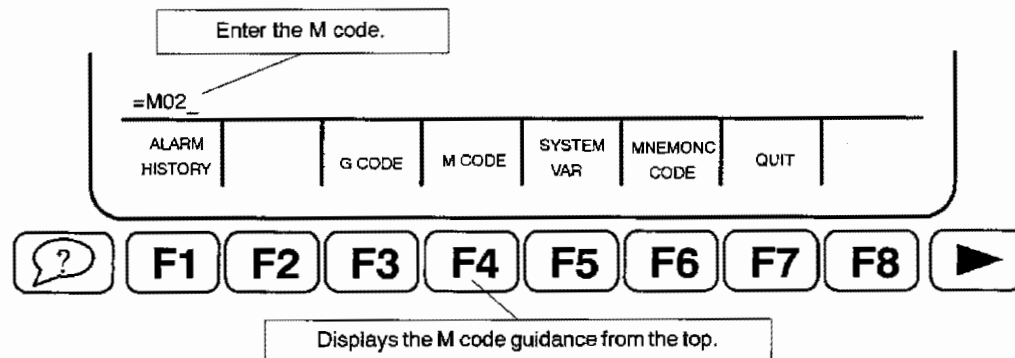 Enter the M code.
=M02_
ALARM HISTORY
G CODE
M CODE
SYSTEM VAR
MNEMONC CODE
QUIT
?
F1 F2 F3 F4 F5 F6 F7 F8
Displays the M code guidance from the top.